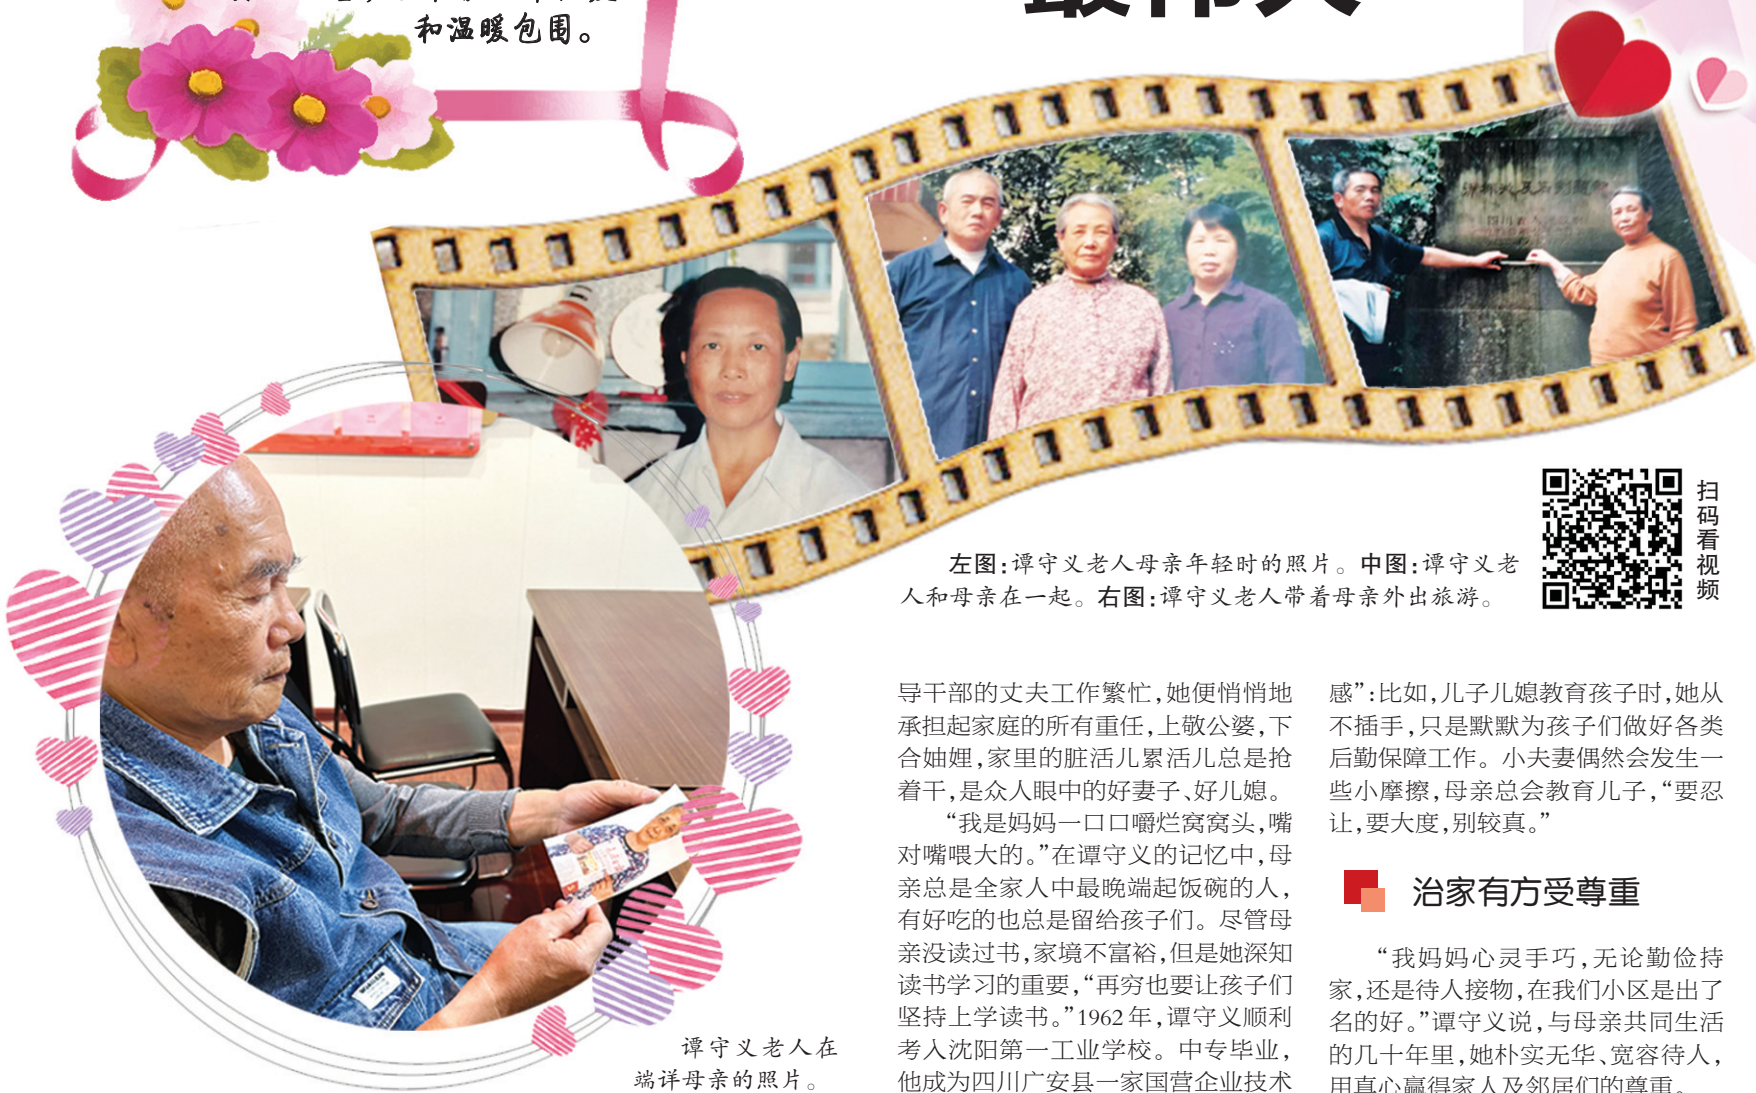 和温暖包围。
最伟大
扫码看视频
左图:谭守义老人母亲年轻时的照片。中图:谭守义老
人和母亲在一起。右图:谭守义老人带着母亲外出旅游。
谭守义老人在
端详母亲的照片。
导干部的丈夫工作繁忙,她便悄悄地
承担起家庭的所有重任,上敬公婆,下
合妯娌,家里的脏活儿累活儿总是抢
着干,是众人眼中的好妻子、好儿媳。
“我是妈妈一口口嚼烂窝窝头,嘴
对嘴喂大的。”在谭守义的记忆中,母
亲总是全家人中最晚端起饭碗的人,
有好吃的也总是留给孩子们。尽管母
亲没读过书,家境不富裕,但是她深知
读书学习的重要,“再穷也要让孩子们
坚持上学读书。”1962年,谭守义顺利
考入沈阳第一工业学校。中专毕业,
他成为四川广安县一家国营企业技术
感”:比如,儿子儿媳教育孩子时,她从
不插手,只是默默为孩子们做好各类
后勤保障工作。小夫妻偶然会发生一
些小摩擦,母亲总会教育儿子,“要忍
让,要大度,别较真。”
治家有方受尊重
“我妈妈心灵手巧,无论勤俭持
家,还是待人接物,在我们小区是出了
名的好。”谭守义说,与母亲共同生活
的几十年里,她朴实无华、宽容待人,
用真心赢得家人及邻居们的尊重。